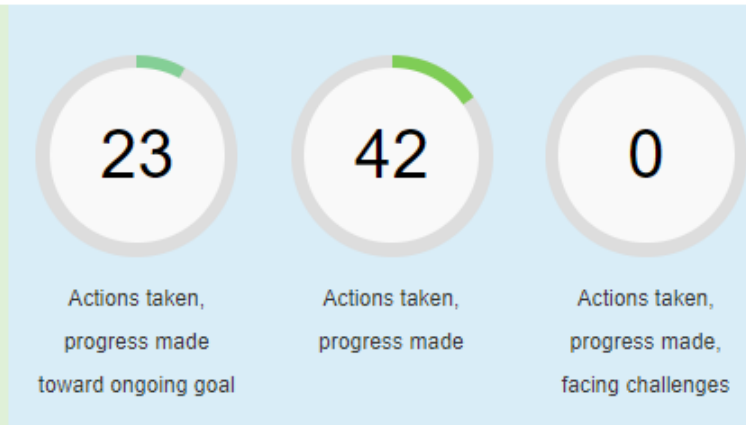 23
Actions taken,
progress made
toward ongoing goal
42
Actions taken,
progress made
0
Actions taken,
progress made,
facing challenges